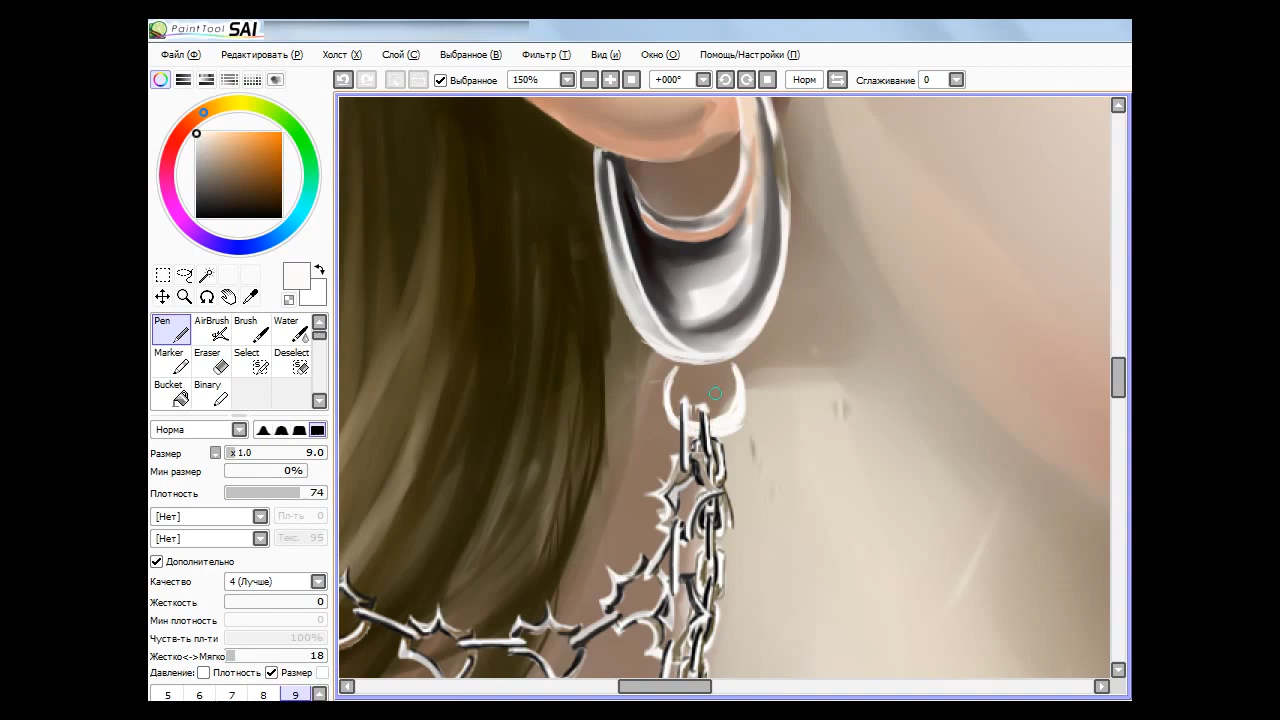 PaintTool SAI
Файл (Ф) Редактировать (Р) Холст (X) Слой (С) Выбранное (В) Фильтр (Т) Вид (и) Окно (О) Помощь/Настройки (П)
Выбранное 150% +000° Норм Сглаживание 0
Pen AirBrush Brush Water
Marker Eraser Select Deselect
Bucket Binary
Норма
Размер x 1.0 9.0
Мин размер 0%
Плотность 74
[Нет] Пл-ть 0
[Нет] Текс. 95
Дополнительно
Качество 4 (Лучше)
Жесткость 0
Мин плотность 0
Чуств-ть пл-ти 100%
Жестко<->Мягко 18
Давление: Плотность Размер
5 6 7 8 9